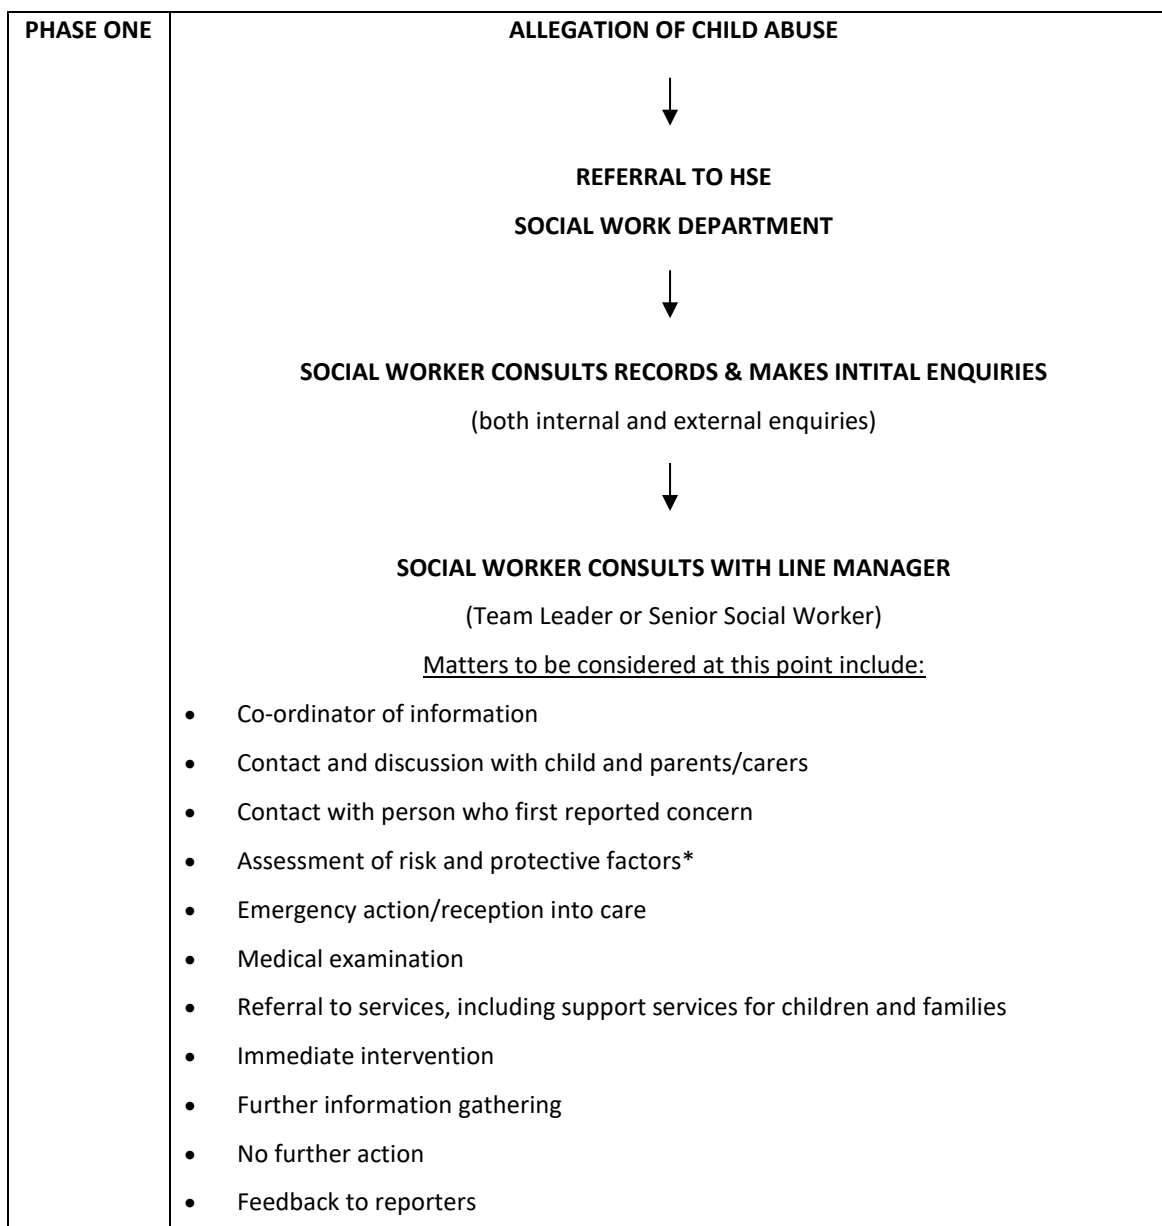 PHASE ONE
ALLEGATION OF CHILD ABUSE
REFERRAL TO HSE
SOCIAL WORK DEPARTMENT
SOCIAL WORKER CONSULTS RECORDS & MAKES INTITAL ENQUIRIES
(both internal and external enquiries)
SOCIAL WORKER CONSULTS WITH LINE MANAGER
(Team Leader or Senior Social Worker)
Matters to be considered at this point include:
• Co-ordinator of information
• Contact and discussion with child and parents/carers
• Contact with person who first reported concern
• Assessment of risk and protective factors*
• Emergency action/reception into care
• Medical examination
• Referral to services, including support services for children and families
• Immediate intervention
• Further information gathering
• No further action
• Feedback to reporters